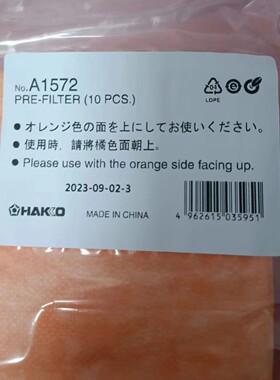 No. A1572
PRE-FILTER (10 PCS.)
04
LDPE
● オレンジ色の面を上にしてお使いください。
● 使用時，請將橘色面朝上。
● Please use with the orange side facing up.
2023-09-02-3
HAKKO
MADE IN CHINA
4 962615 035951